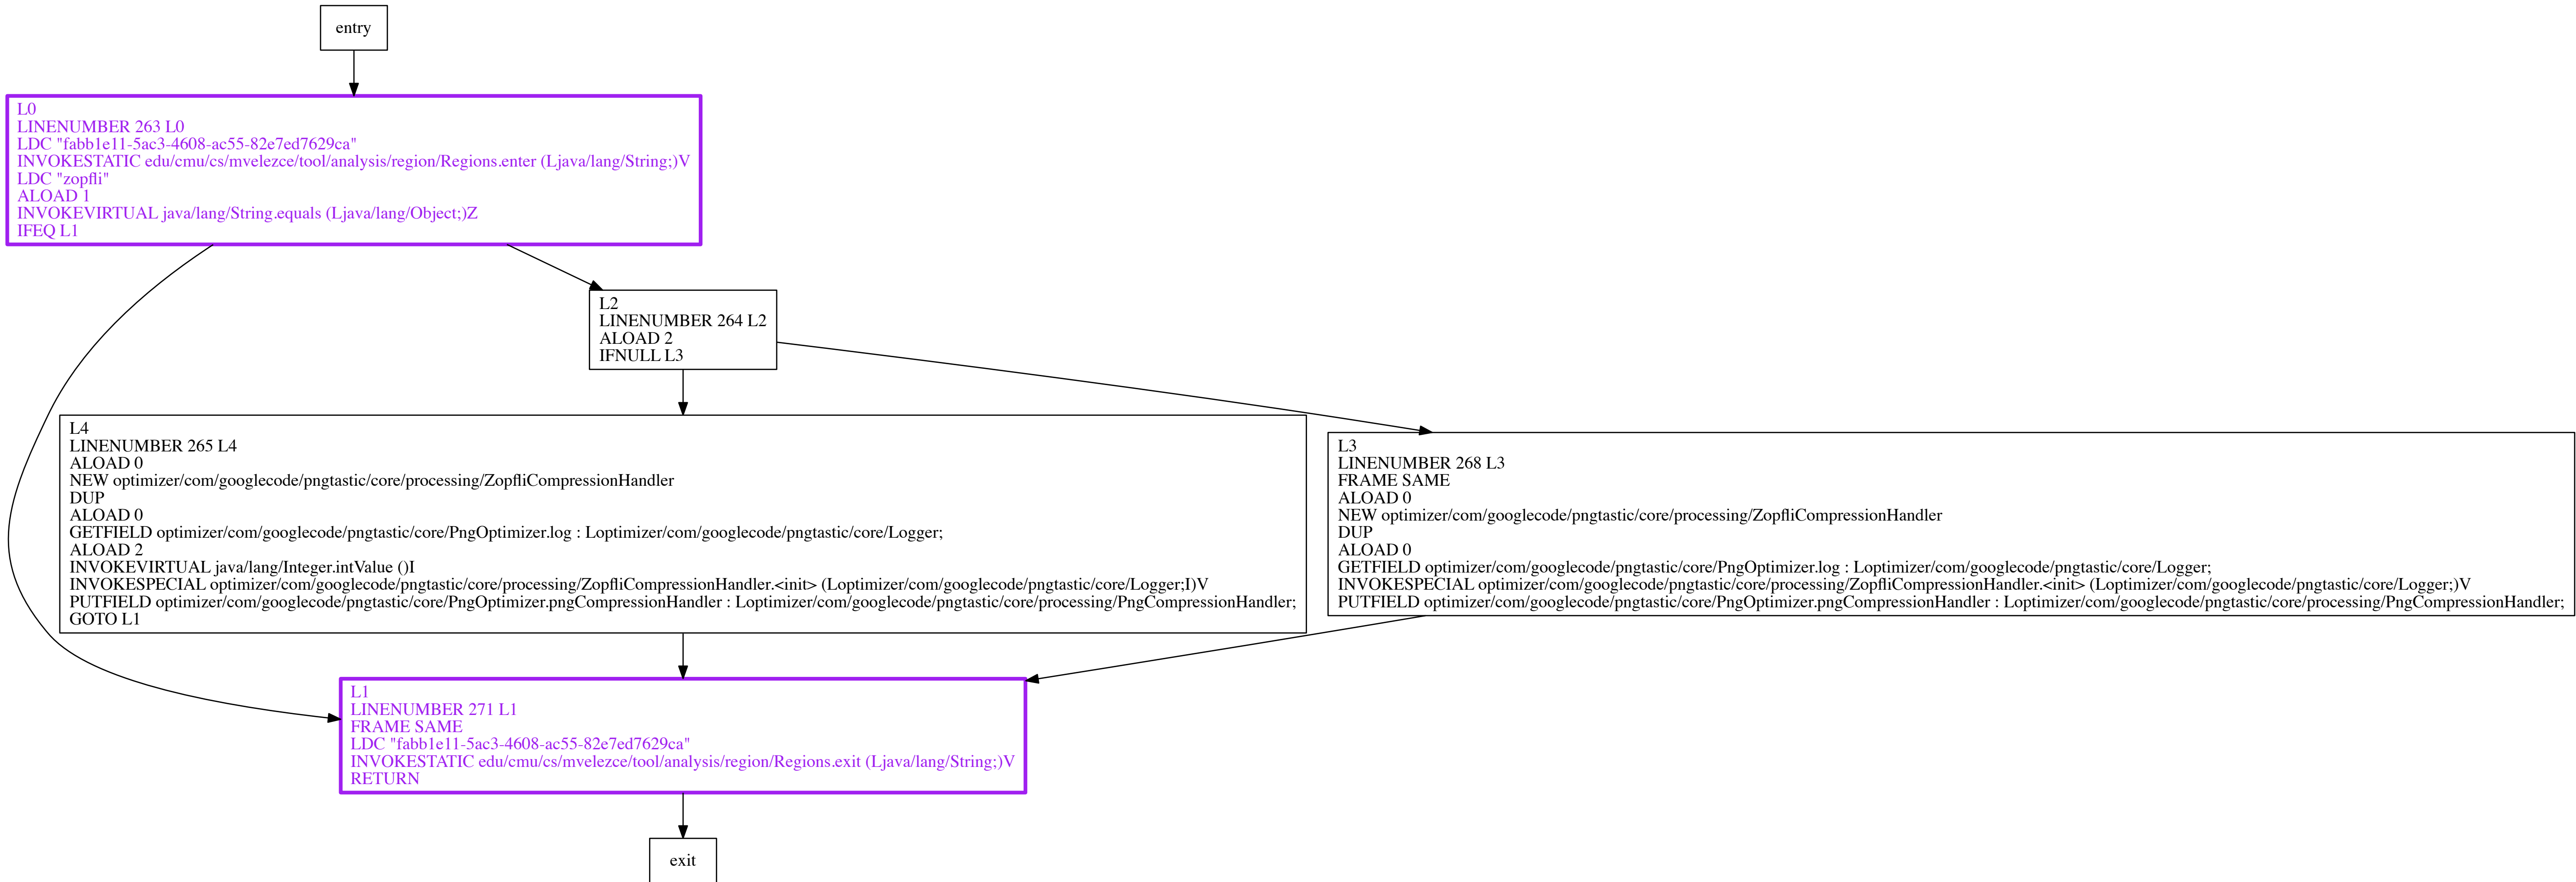 entry
L0
LINENUMBER 263 L0
LDC "fabb1e11-5ac3-4608-ac55-82e7ed7629ca"
INVOKESTATIC edu/cmu/cs/mvelezce/tool/analysis/region/Regions.enter (Ljava/lang/String;)V
LDC "zopfli"
ALOAD 1
INVOKEVIRTUAL java/lang/String.equals (Ljava/lang/Object;)Z
IFEQ L1
L2
LINENUMBER 264 L2
ALOAD 2
IFNULL L3
L4
LINENUMBER 265 L4
ALOAD 0
NEW optimizer/com/googlecode/pngtastic/core/processing/ZopfliCompressionHandler
DUP
ALOAD 0
GETFIELD optimizer/com/googlecode/pngtastic/core/PngOptimizer.log : Loptimizer/com/googlecode/pngtastic/core/Logger;
ALOAD 2
INVOKEVIRTUAL java/lang/Integer.intValue ()I
INVOKESPECIAL optimizer/com/googlecode/pngtastic/core/processing/ZopfliCompressionHandler.<init> (Loptimizer/com/googlecode/pngtastic/core/Logger;I)V
PUTFIELD optimizer/com/googlecode/pngtastic/core/PngOptimizer.pngCompressionHandler : Loptimizer/com/googlecode/pngtastic/core/processing/PngCompressionHandler;
GOTO L1
L3
LINENUMBER 268 L3
FRAME SAME
ALOAD 0
NEW optimizer/com/googlecode/pngtastic/core/processing/ZopfliCompressionHandler
DUP
ALOAD 0
GETFIELD optimizer/com/googlecode/pngtastic/core/PngOptimizer.log : Loptimizer/com/googlecode/pngtastic/core/Logger;
INVOKESPECIAL optimizer/com/googlecode/pngtastic/core/processing/ZopfliCompressionHandler.<init> (Loptimizer/com/googlecode/pngtastic/core/Logger;)V
PUTFIELD optimizer/com/googlecode/pngtastic/core/PngOptimizer.pngCompressionHandler : Loptimizer/com/googlecode/pngtastic/core/processing/PngCompressionHandler;
L1
LINENUMBER 271 L1
FRAME SAME
LDC "fabb1e11-5ac3-4608-ac55-82e7ed7629ca"
INVOKESTATIC edu/cmu/cs/mvelezce/tool/analysis/region/Regions.exit (Ljava/lang/String;)V
RETURN
exit